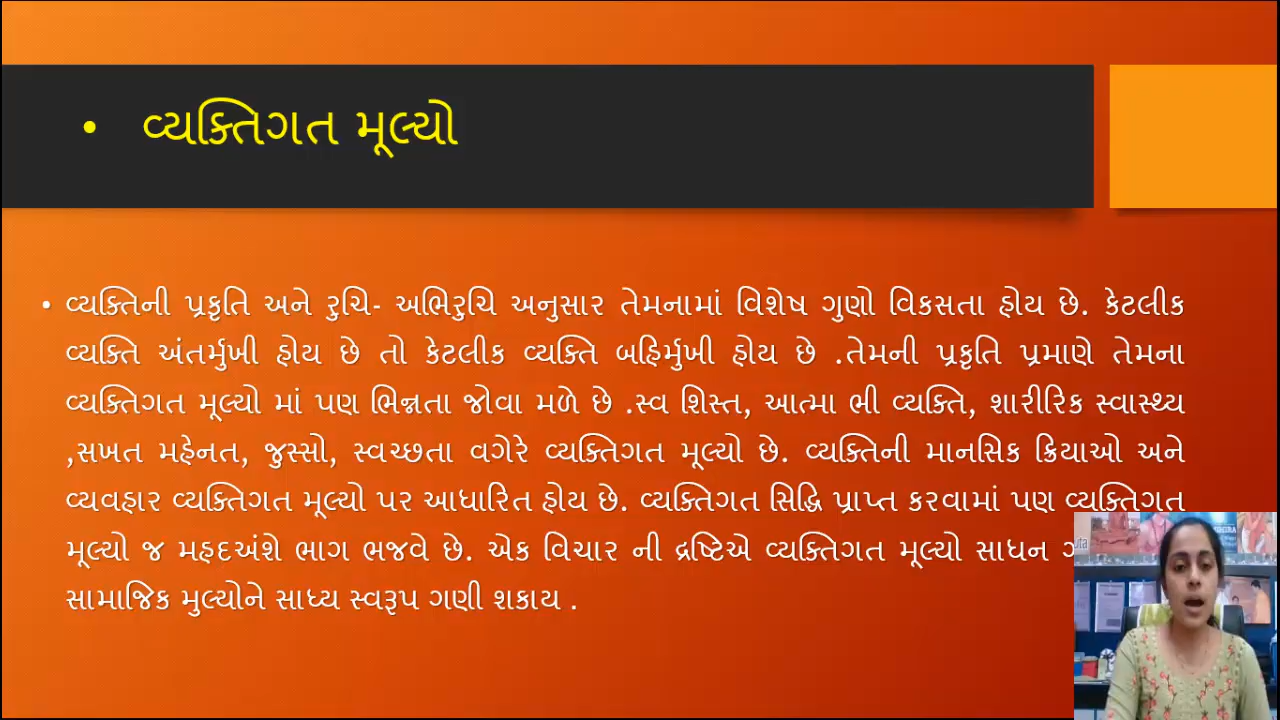 • વ્યક્તિગત મૂલ્યો
• વ્યક્તિની પ્રકૃતિ અને રુચિ- અભિરુચિ અનુસાર તેમનામાં વિશેષ ગુણો વિકસતા હોય છે. કેટલીક
વ્યક્તિ અંતર્મુખી હોય છે તો કેટલીક વ્યક્તિ બહિર્મુખી હોય છે .તેમની પ્રકૃતિ પ્રમાણે તેમના
વ્યક્તિગત મૂલ્યો માં પણ ભિન્નતા જોવા મળે છે .સ્વ શિસ્ત, આત્મા ભી વ્યક્તિ, શારીરિક સ્વાસ્થ્ય
,સખત મહેનત, જુસ્સો, સ્વચ્છતા વગેરે વ્યક્તિગત મૂલ્યો છે. વ્યક્તિની માનસિક ક્રિયાઓ અને
વ્યવહાર વ્યક્તિગત મૂલ્યો પર આધારિત હોય છે. વ્યક્તિગત સિદ્ધિ પ્રાપ્ત કરવામાં પણ વ્યક્તિગત
મૂલ્યો જ મહદઅંશે ભાગ ભજવે છે. એક વિચાર ની દ્રષ્ટિએ વ્યક્તિગત મૂલ્યો સાધન
સામાજિક મુલ્યોને સાધ્ય સ્વરૂપ ગણી શકાય .